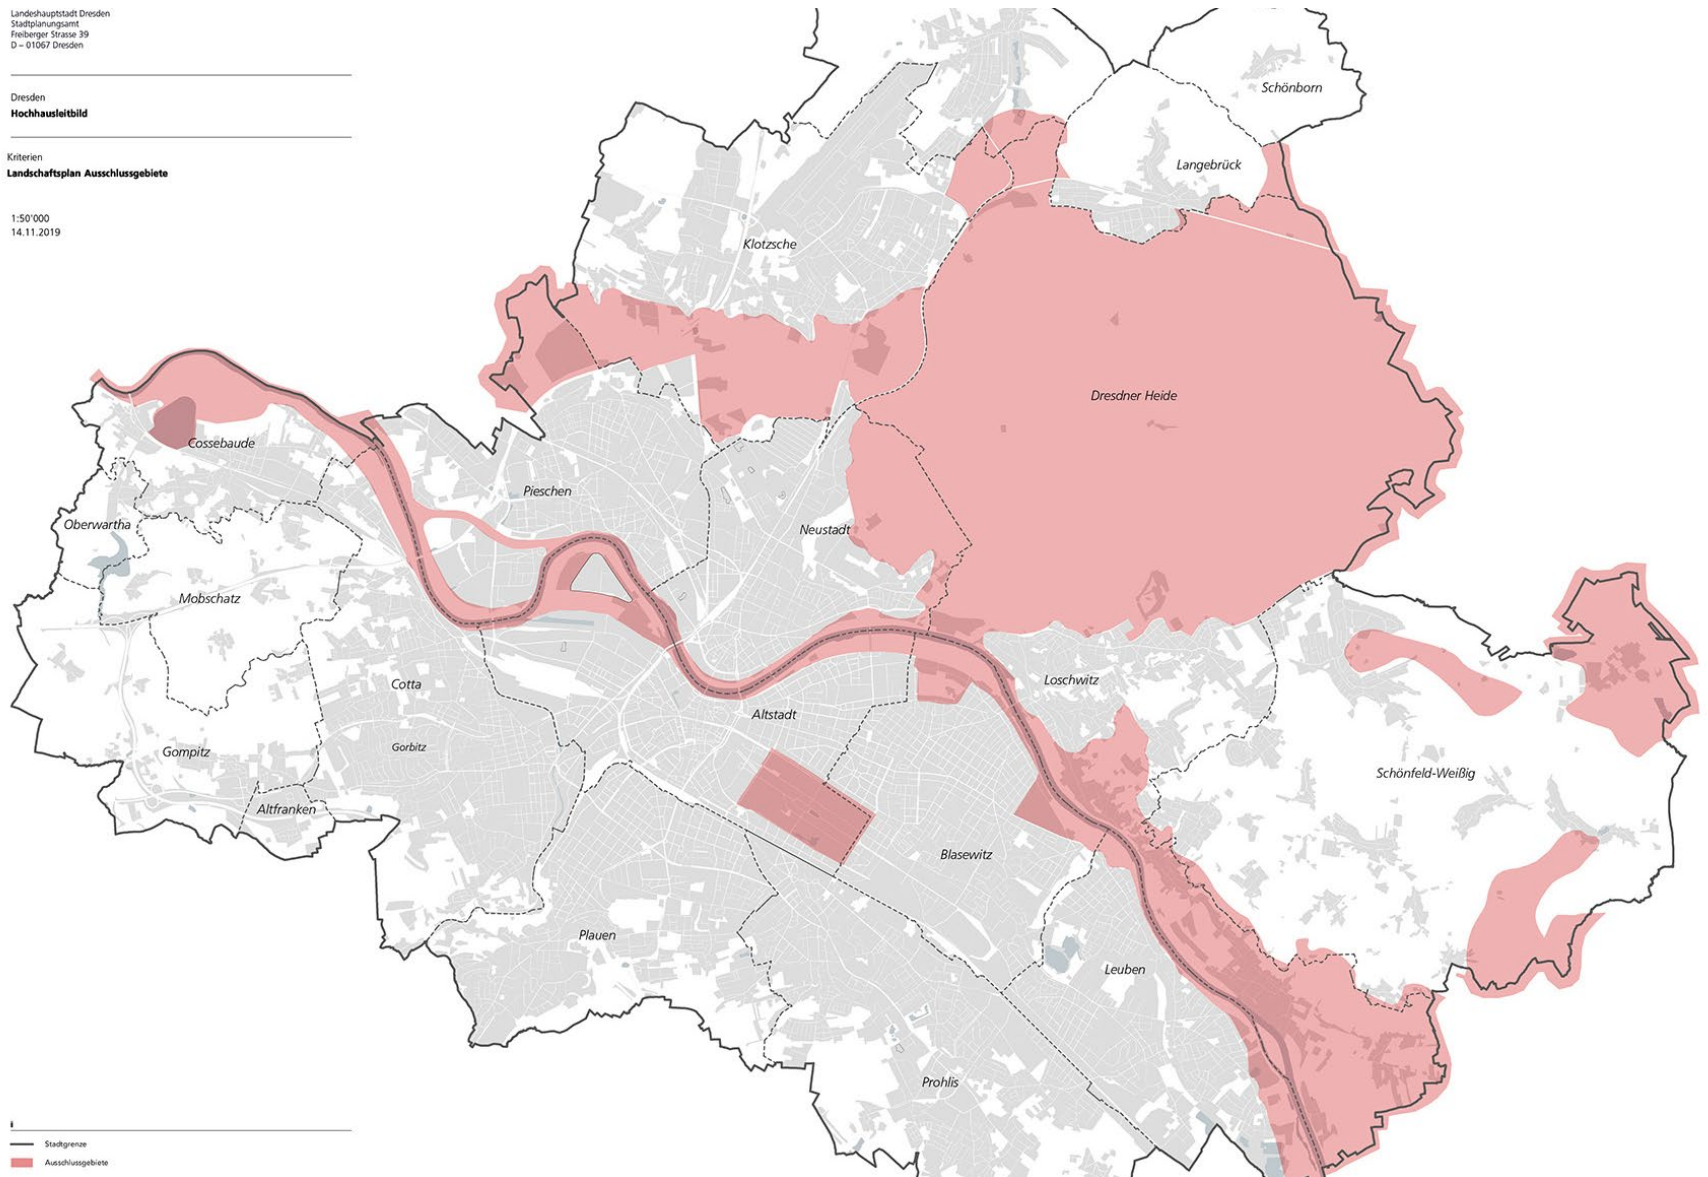 Landeshauptstadt Dresden
Stadtplanungsamt
Freiberger Strasse 39
D – 01067 Dresden
Dresden
Hochhausleitbild
Kriterien
Landschaftsplan Ausschlussgebiete
1:50'000
14.11.2019
Schönborn
Langebrück
Klotzsche
Dresdner Heide
Cossebaude
Pieschen
Oberwartha
Neustadt
Mobschatz
Cotta
Loschwitz
Altstadt
Gorbitz
Gompitz
Schönfeld-Weißig
Altfranken
Blasewitz
Plauen
Leuben
Prohlis
Stadtgrenze
Ausschlussgebiete